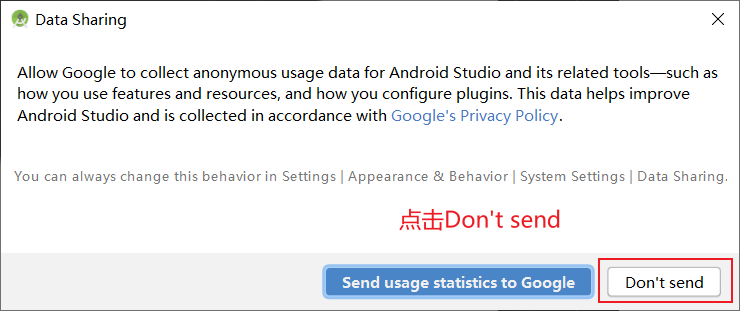 Data Sharing
Allow Google to collect anonymous usage data for Android Studio and its related tools—such as
how you use features and resources, and how you configure plugins. This data helps improve
Android Studio and is collected in accordance with Google's Privacy Policy.
You can always change this behavior in Settings | Appearance & Behavior | System Settings | Data Sharing.
点击Don't send
Send usage statistics to Google
Don't send